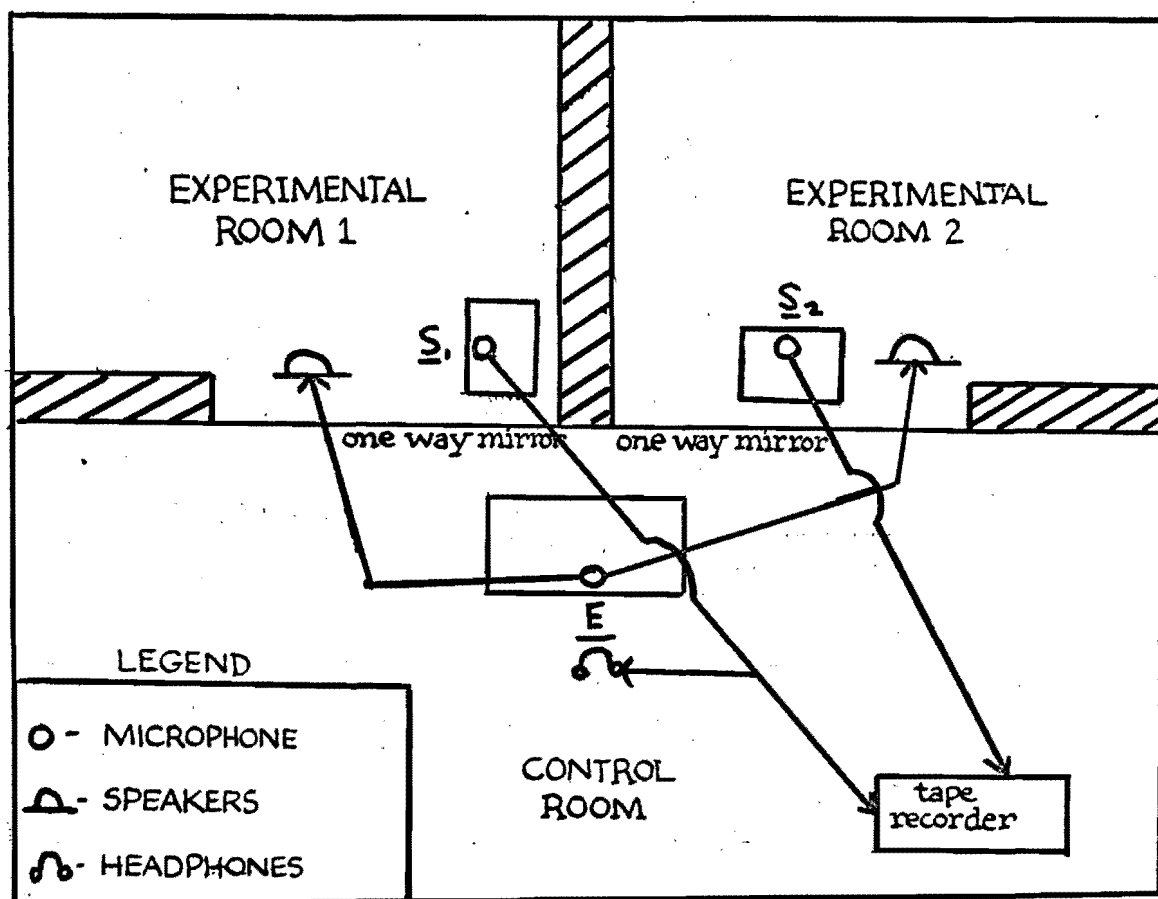 EXPERIMENTAL
ROOM 1
EXPERIMENTAL
ROOM 2
S₁
S₂
one way mirror
one way mirror
E
LEGEND
O - MICROPHONE
- SPEAKERS
- HEADPHONES
CONTROL
ROOM
tape
recorder